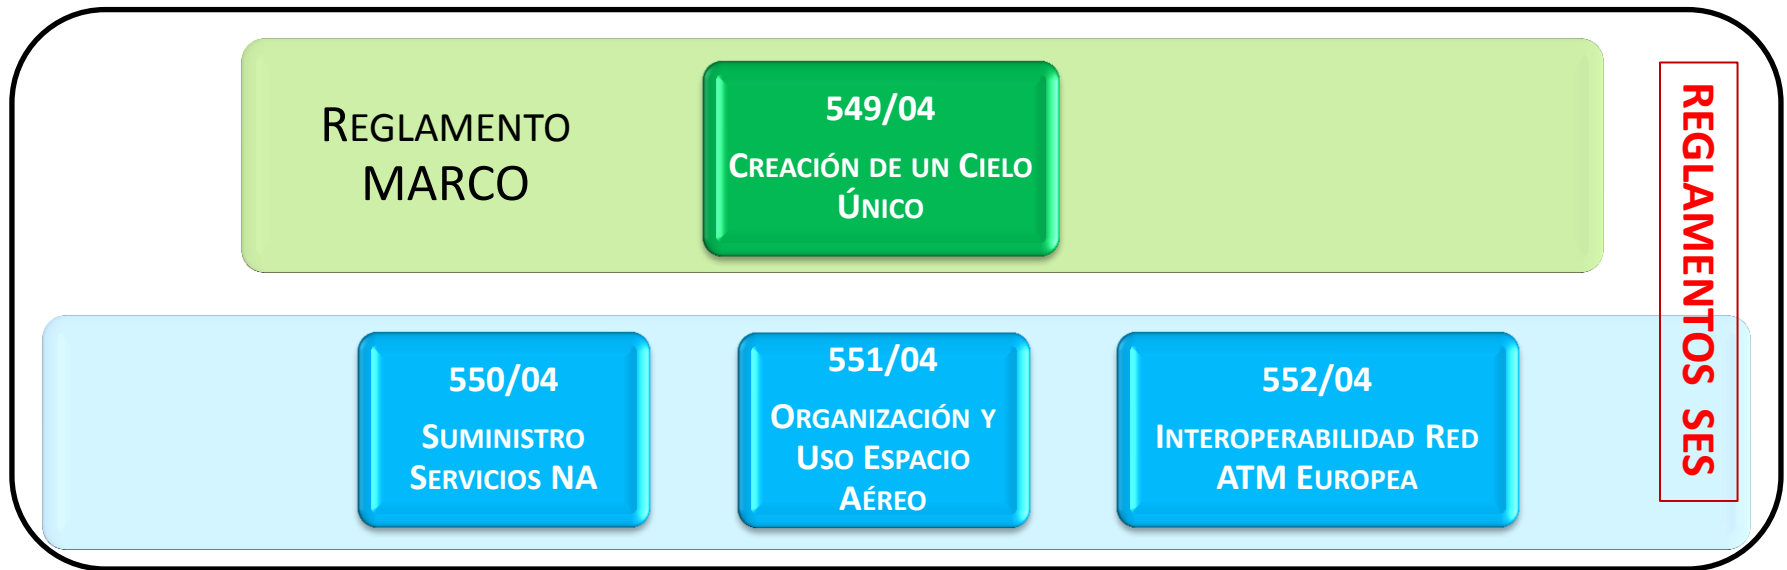 REGLAMENTO
MARCO
549/04
CREACIÓN DE UN CIELO
ÚNICO
REGLAMENTOS SES
550/04
SUMINISTRO
SERVICIOS NA
551/04
ORGANIZACIÓN Y
USO ESPACIO
AÉREO
552/04
INTEROPERABILIDAD RED
ATM EUROPEA